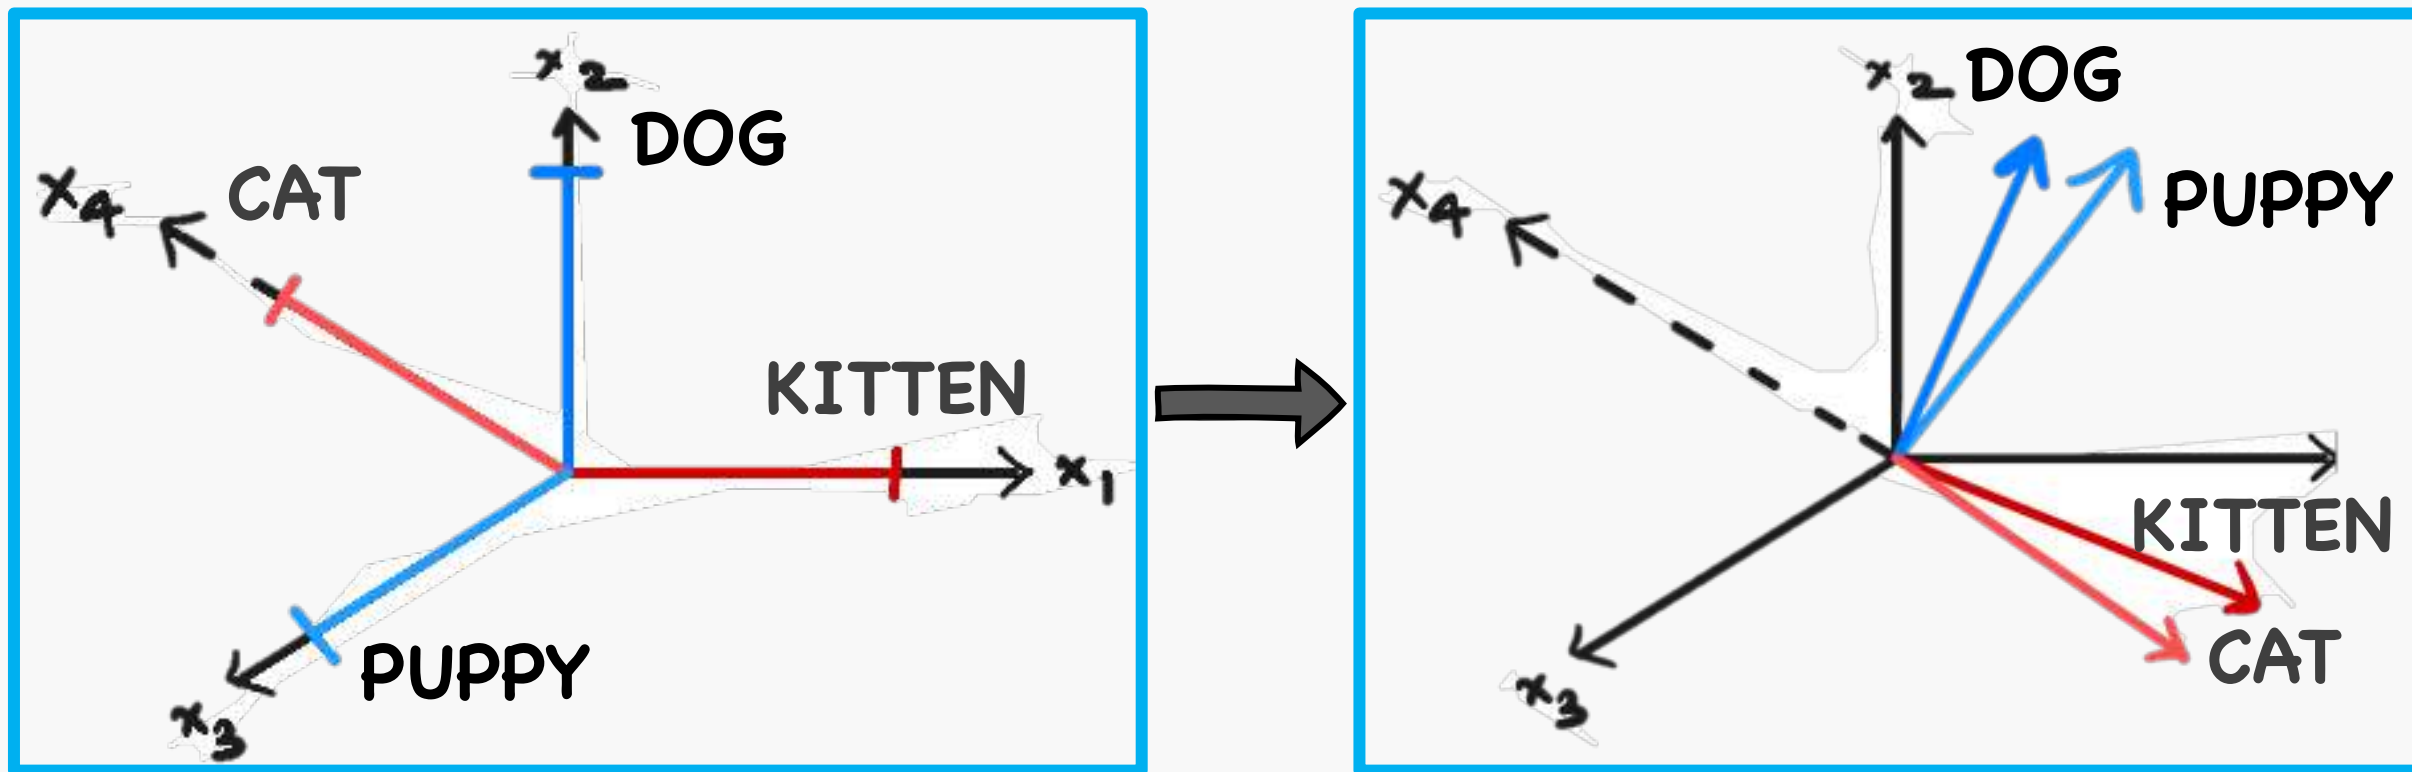 x2
DOG
x4
CAT
KITTEN
x1
PUPPY
x3
x2
DOG
x4
PUPPY
KITTEN
CAT
x3